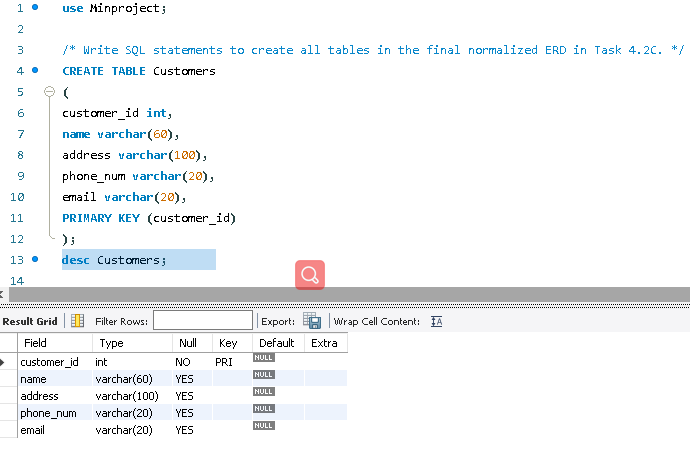 1 use Minproject;
2
3 /* Write SQL statements to create all tables in the final normalized ERD in Task 4.2C. */
4 CREATE TABLE Customers
5 (
6 customer_id int,
7 name varchar(60),
8 address varchar(100),
9 phone_num varchar(20),
10 email varchar(20),
11 PRIMARY KEY (customer_id)
12 );
13 desc Customers;
14
Result Grid Filter Rows: Export: Wrap Cell Content: IA
Field Type Null Key Default Extra
customer_id int NO PRI NULL
name varchar(60) YES NULL
address varchar(100) YES NULL
phone_num varchar(20) YES NULL
email varchar(20) YES NULL